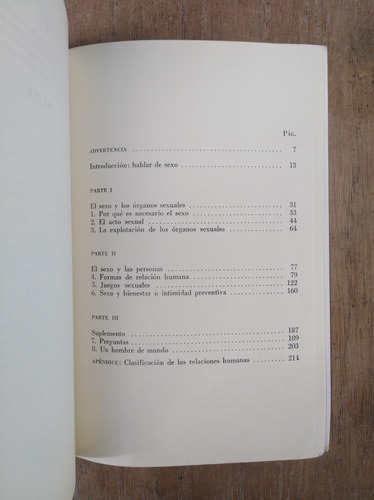 Pág.
ADVERTENCIA 7
Introducción: hablar de sexo 13
PARTE I
El sexo y los órganos sexuales 31
1. Por qué es necesario el sexo 33
2. El acto sexual 44
3. La explotación de los órganos sexuales 64
PARTE II
El sexo y las personas 77
4. Formas de relación humana 79
5. Juegos sexuales 122
6. Sexo y bienestar o intimidad preventiva 160
PARTE III
Suplemento 187
7. Preguntas 189
8. Un hombre de mundo 203
APÉNDICE: Clasificación de las relaciones humanas 214